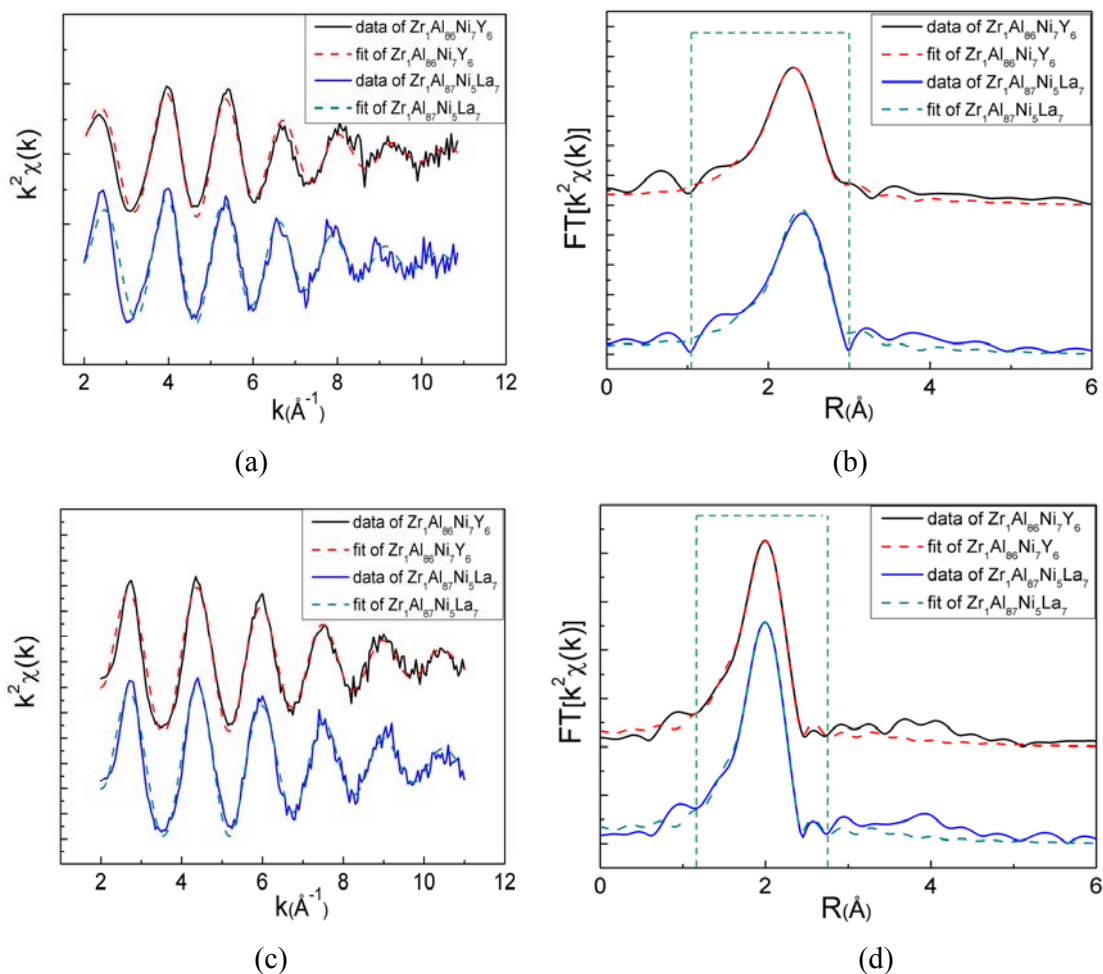 data of Zr₁Al₈₆Ni₇Y₆
fit of Zr₁Al₈₆Ni₇Y₆
data of Zr₁Al₈₇Ni₅La₇
fit of Zr₁Al₈₇Ni₅La₇
k²χ(k)
2 4 6 8 10 12
k(Å⁻¹)
(a)
data of Zr₁Al₈₆Ni₇Y₆
fit of Zr₁Al₈₆Ni₇Y₆
data of Zr₁Al₈₇Ni₅La₇
fit of Zr₁Al₈₇Ni₅La₇
FT[k²χ(k)]
0 2 4 6
R(Å)
(b)
data of Zr₁Al₈₆Ni₇Y₆
fit of Zr₁Al₈₆Ni₇Y₆
data of Zr₁Al₈₇Ni₅La₇
fit of Zr₁Al₈₇Ni₅La₇
k²χ(k)
2 4 6 8 10 12
k(Å⁻¹)
(c)
data of Zr₁Al₈₆Ni₇Y₆
fit of Zr₁Al₈₆Ni₇Y₆
data of Zr₁Al₈₇Ni₅La₇
fit of Zr₁Al₈₇Ni₅La₇
FT[k²χ(k)]
0 2 4 6
R(Å)
(d)